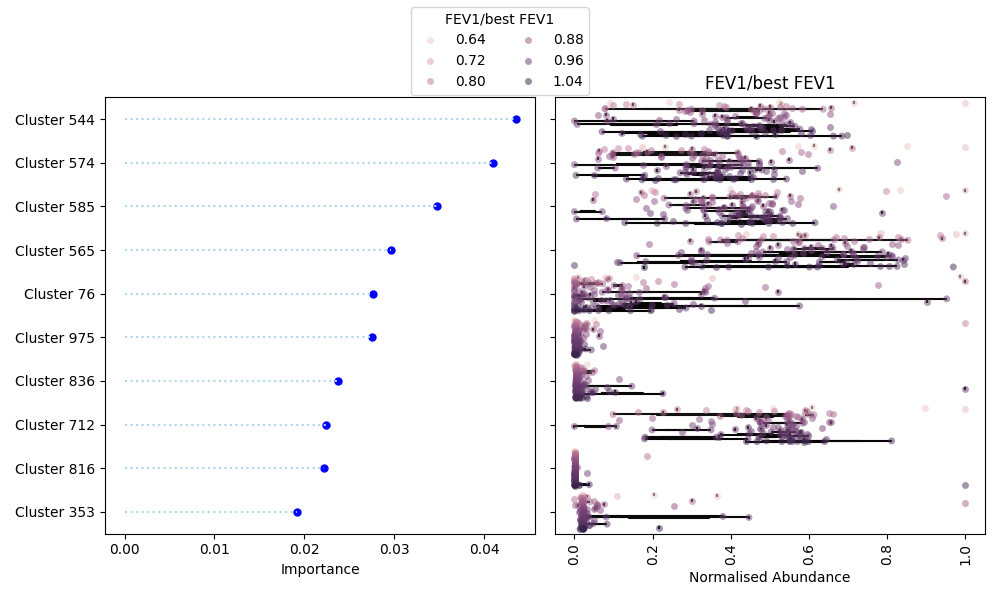 FEV1/best FEV1
0.64 0.88
0.72 0.96
0.80 1.04
FEV1/best FEV1
Cluster 544
Cluster 574
Cluster 585
Cluster 565
Cluster 76
Cluster 975
Cluster 836
Cluster 712
Cluster 816
Cluster 353
0.00 0.01 0.02 0.03 0.04
Importance
0.0 0.2 0.4 0.6 0.8 1.0
Normalised Abundance